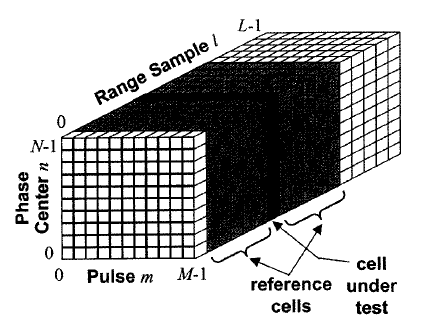 L-1
Range Sample l
0
N-1
Phase
Center n
0
0
Pulse m
M-1
reference
cells
cell
under
test